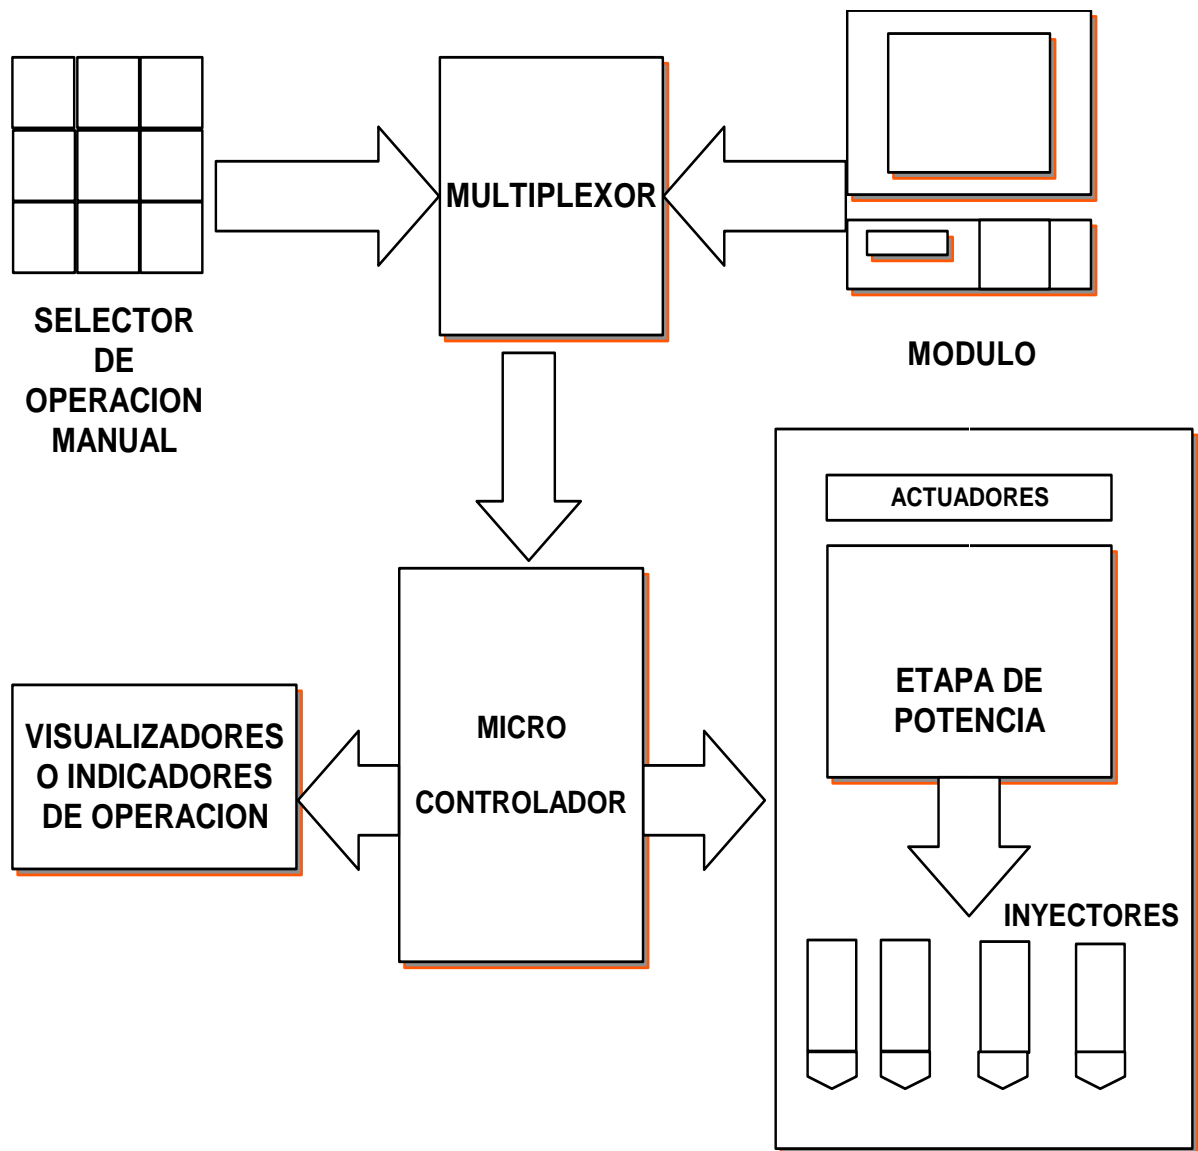 MULTIPLEXOR
SELECTOR
DE
OPERACION
MANUAL
MODULO
ACTUADORES
ETAPA DE
POTENCIA
MICRO
CONTROLADOR
VISUALIZADORES
O INDICADORES
DE OPERACION
INYECTORES